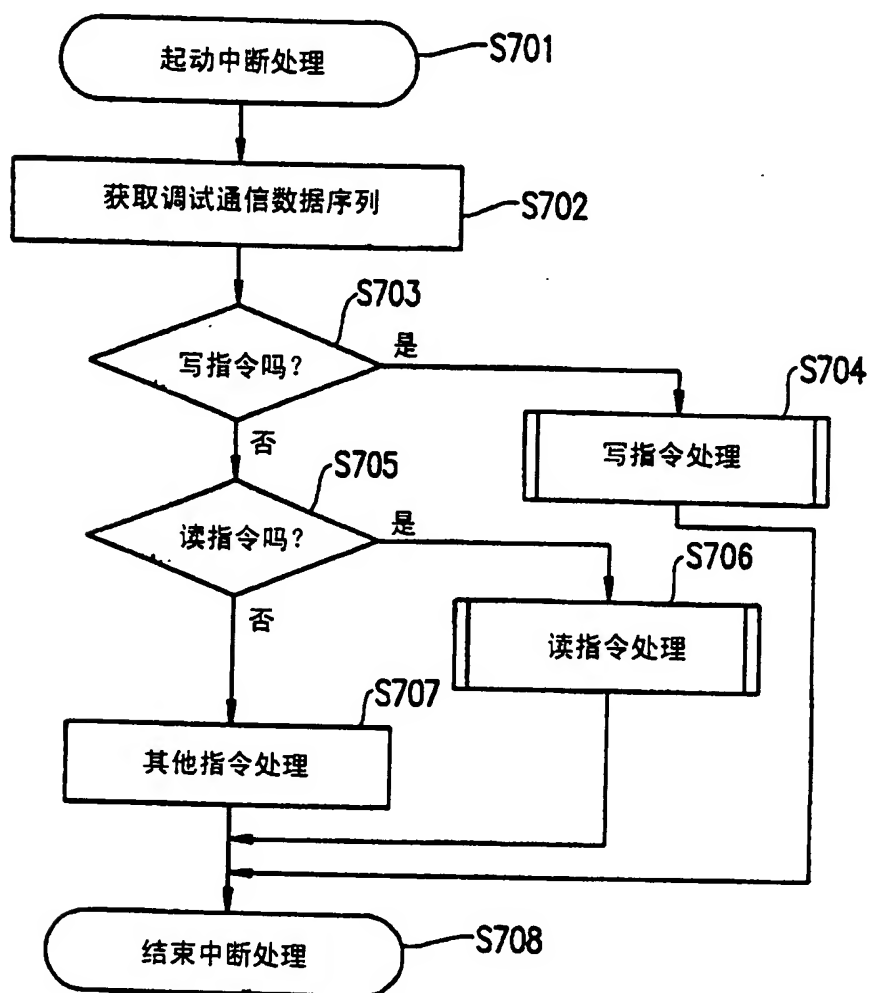 起动中断处理
S701
获取调试通信数据序列
S702
S703
写指令吗?
是
S704
写指令处理
否
S705
读指令吗?
是
S706
读指令处理
否
S707
其他指令处理
结束中断处理
S708